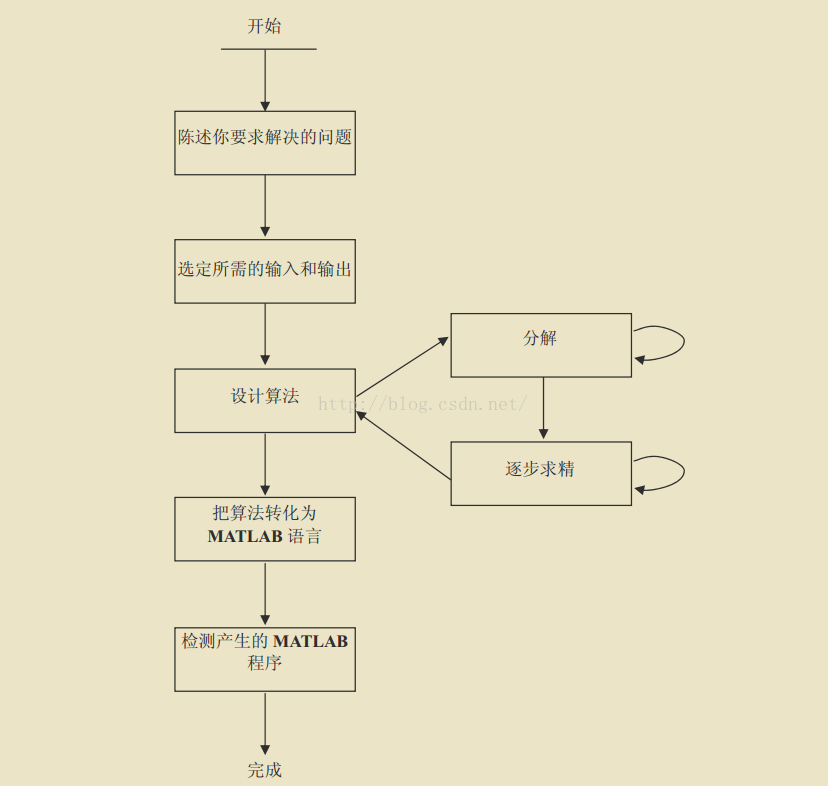 开始
陈述你要求解决的问题
选定所需的输入和输出
分解
设计算法
http://blog.csdn.net/
逐步求精
把算法转化为
MATLAB 语言
检测产生的 MATLAB
程序
完成